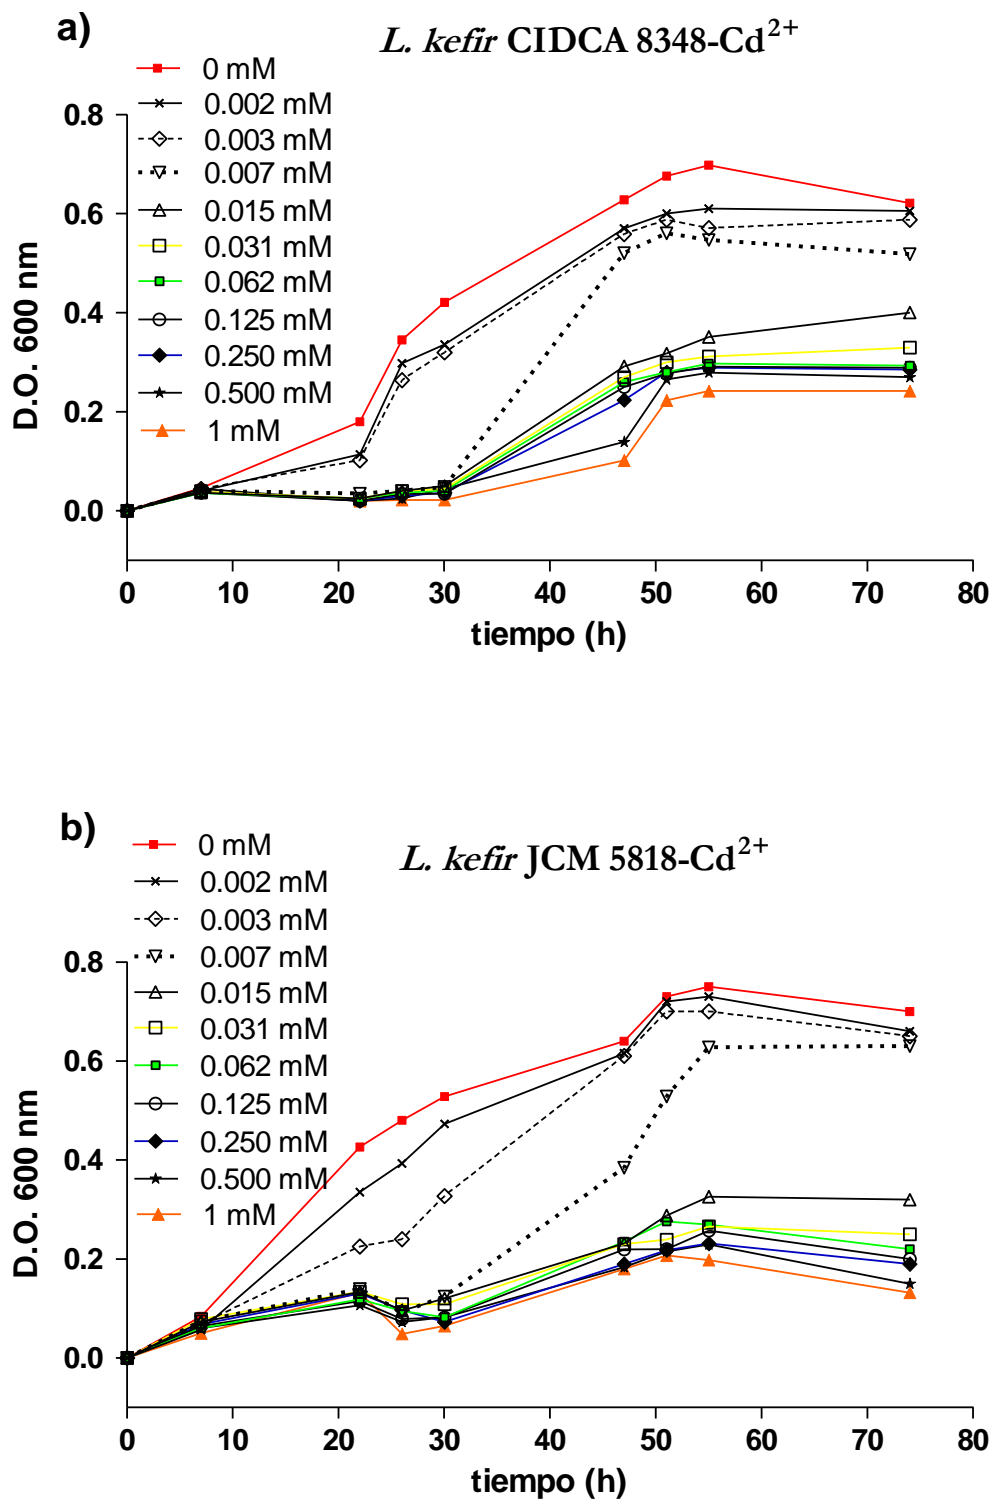 a)
L. kefir CIDCA 8348-Cd²⁺
0 mM
0.002 mM
0.003 mM
0.007 mM
0.015 mM
0.031 mM
0.062 mM
0.125 mM
0.250 mM
0.500 mM
1 mM
D.O. 600 nm
0.8
0.6
0.4
0.2
0.0
0 10 20 30 40 50 60 70 80
tiempo (h)
b)
L. kefir JCM 5818-Cd²⁺
0 mM
0.002 mM
0.003 mM
0.007 mM
0.015 mM
0.031 mM
0.062 mM
0.125 mM
0.250 mM
0.500 mM
1 mM
D.O. 600 nm
0.8
0.6
0.4
0.2
0.0
0 10 20 30 40 50 60 70 80
tiempo (h)